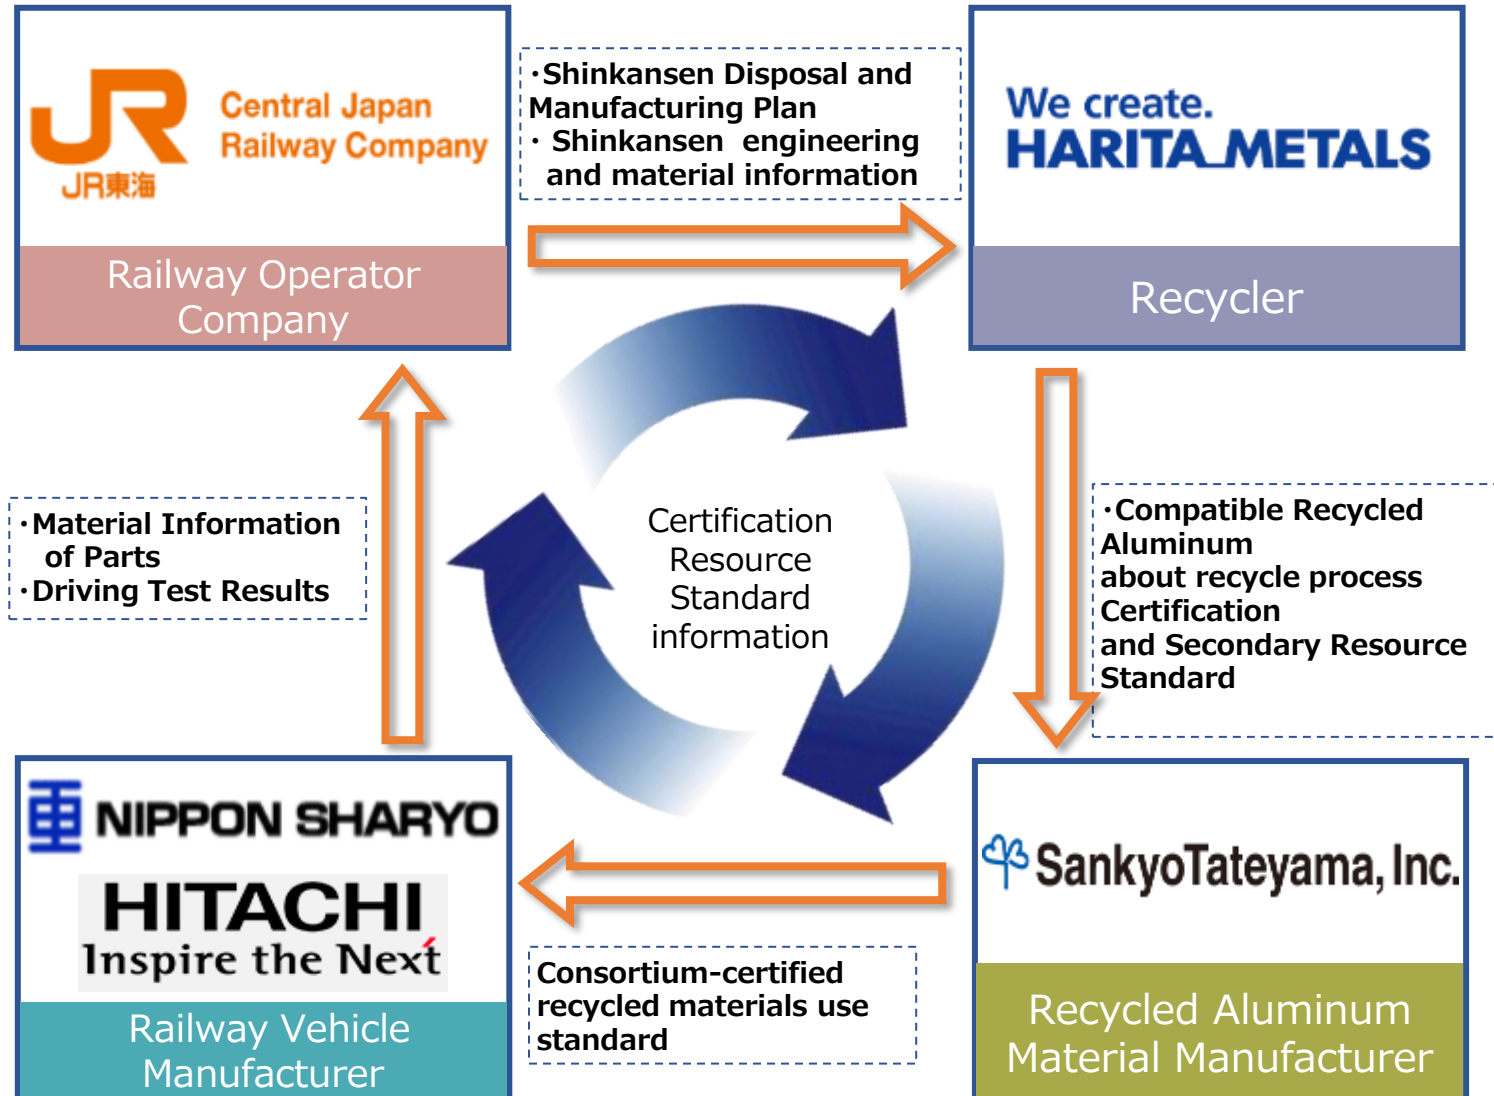 JR
JR東海
Central Japan
Railway Company
Railway Operator
Company
・Shinkansen Disposal and
Manufacturing Plan
・ Shinkansen engineering
and material information
We create.
HARITA METALS
Recycler
・Material Information
of Parts
・Driving Test Results
Certification
Resource
Standard
information
・Compatible Recycled
Aluminum
about recycle process
Certification
and Secondary Resource
Standard
NIPPON SHARYO
HITACHI
Inspire the Next
Railway Vehicle
Manufacturer
Consortium-certified
recycled materials use
standard
SankyoTateyama, Inc.
Recycled Aluminum
Material Manufacturer